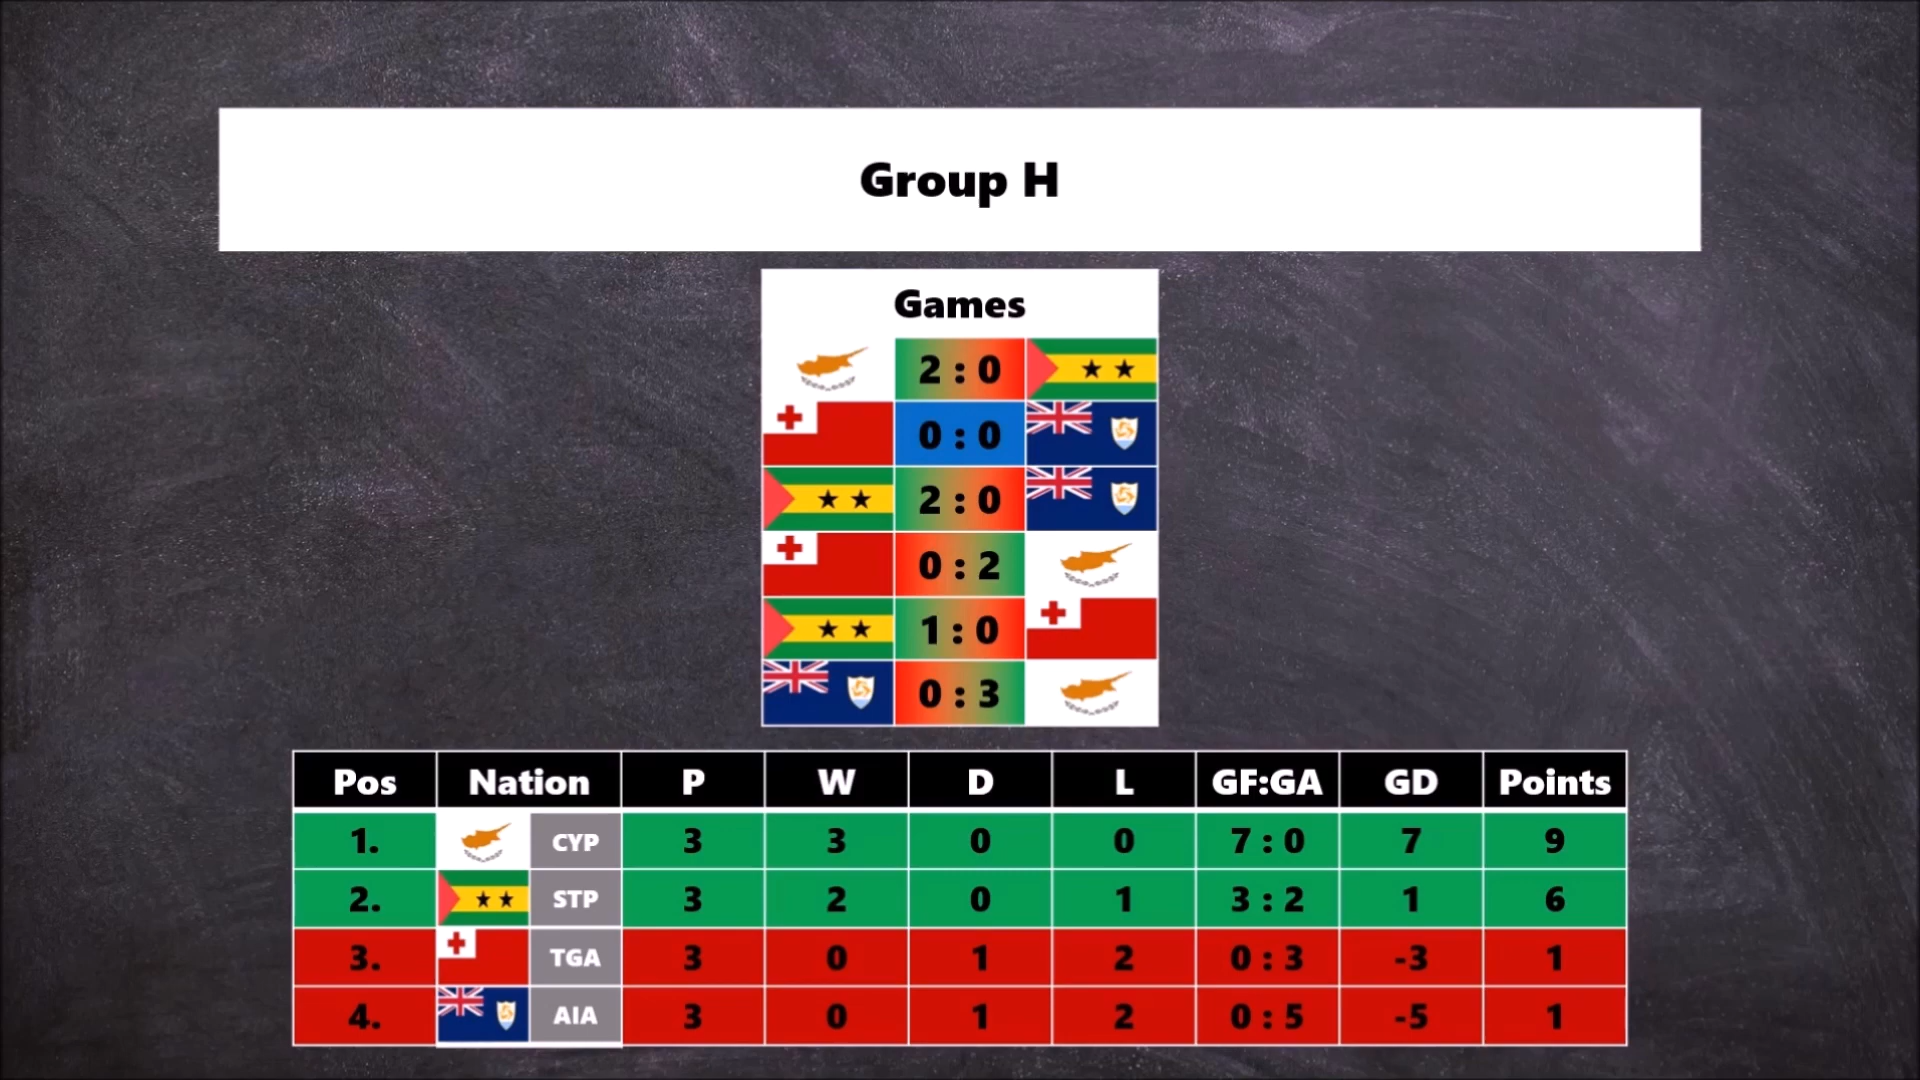 Group H
Games
2 : 0
0 : 0
2 : 0
0 : 2
1 : 0
0 : 3
Pos Nation P W D L GF:GA GD Points
1. CYP 3 3 0 0 7 : 0 7 9
2. STP 3 2 0 1 3 : 2 1 6
3. TGA 3 0 1 2 0 : 3 -3 1
4. AIA 3 0 1 2 0 : 5 -5 1